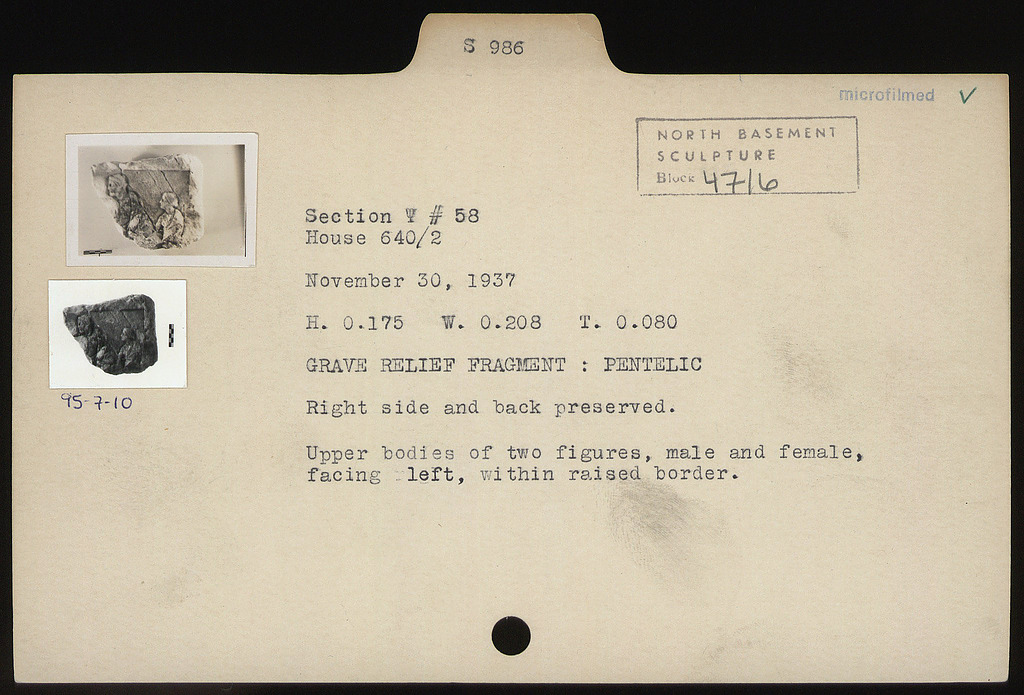 S 986
microfilmed ✓
NORTH BASEMENT
SCULPTURE
Block 47/6
Section Ψ # 58
House 640/2
November 30, 1937
H. 0.175 W. 0.208 T. 0.080
GRAVE RELIEF FRAGMENT : PENTELIC
Right side and back preserved.
Upper bodies of two figures, male and female,
facing left, within raised border.
95-7-10